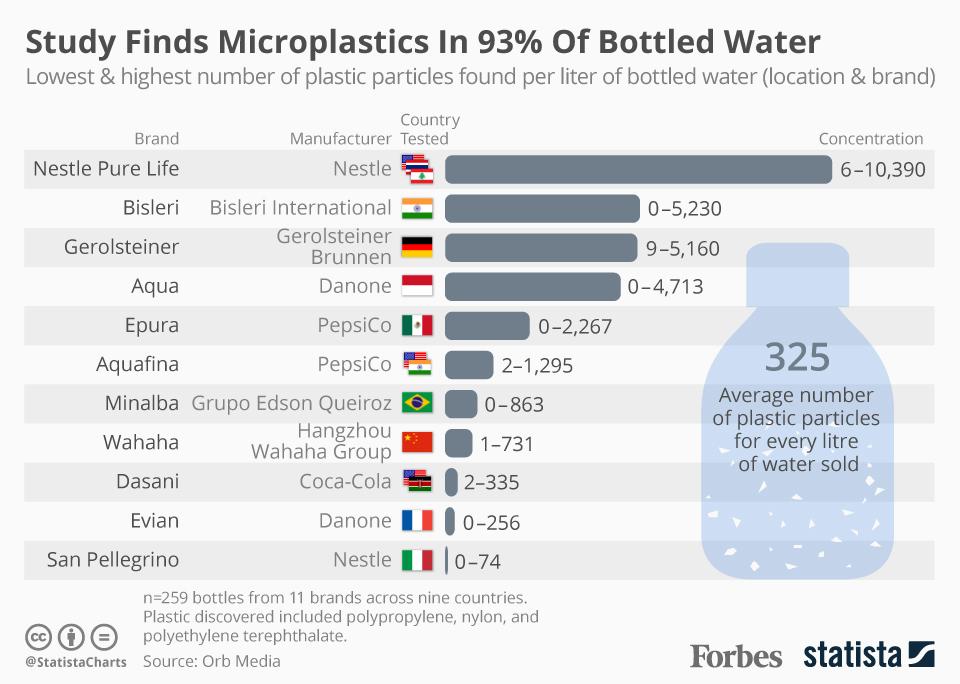 Study Finds Microplastics In 93% Of Bottled Water
Lowest & highest number of plastic particles found per liter of bottled water (location & brand)
Brand Manufacturer Country Tested Concentration
Nestle Pure Life Nestle 6–10,390
Bisleri Bisleri International 0–5,230
Gerolsteiner Gerolsteiner Brunnen 9–5,160
Aqua Danone 0–4,713
Epura PepsiCo 0–2,267
Aquafina PepsiCo 2–1,295
Minalba Grupo Edson Queiroz 0–863
Wahaha Hangzhou Wahaha Group 1–731
Dasani Coca-Cola 2–335
Evian Danone 0–256
San Pellegrino Nestle 0–74
325
Average number
of plastic particles
for every litre
of water sold
n=259 bottles from 11 brands across nine countries.
Plastic discovered included polypropylene, nylon, and
polyethylene terephthalate.
cc
@StatistaCharts Source: Orb Media
Forbes statista